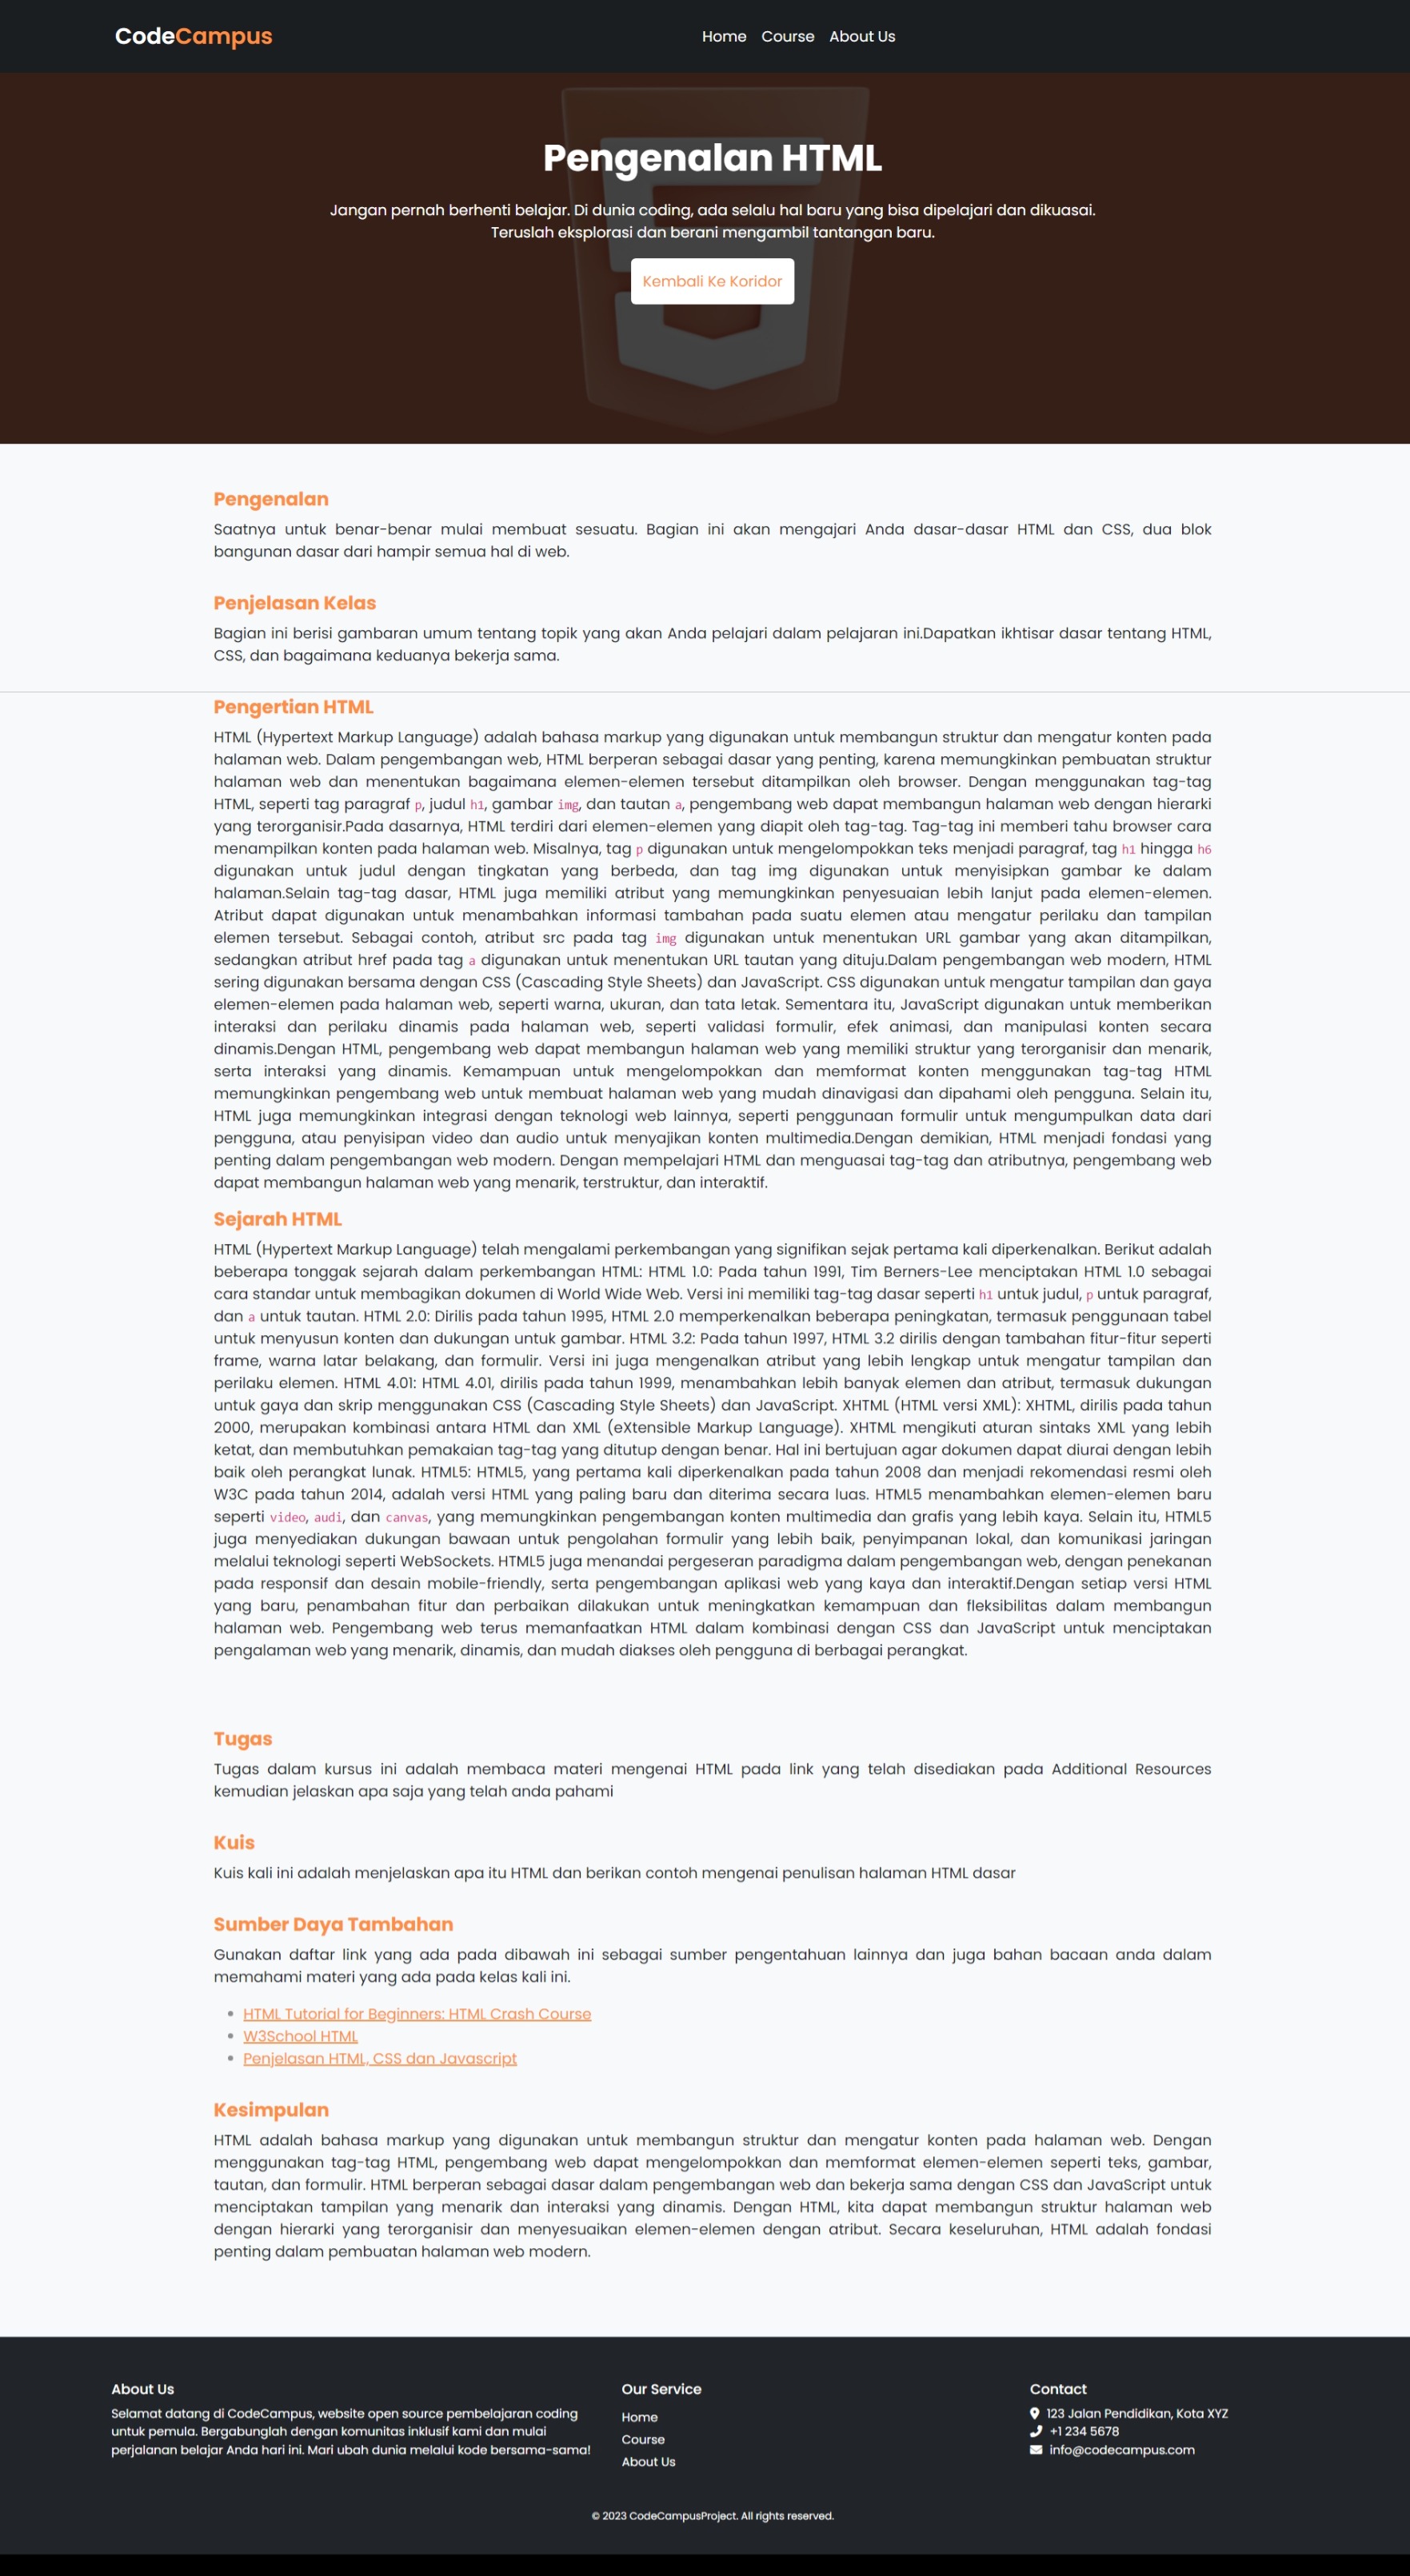 CodeCampus
Home Course About Us
Pengenalan HTML
Jangan pernah berhenti belajar. Di dunia coding, ada selalu hal baru yang bisa dipelajari dan dikuasai.
Teruslah eksplorasi dan berani mengambil tantangan baru.
Kembali Ke Koridor
Pengenalan
Saatnya untuk benar-benar mulai membuat sesuatu. Bagian ini akan mengajari Anda dasar-dasar HTML dan CSS, dua blok
bangunan dasar dari hampir semua hal di web.
Penjelasan Kelas
Bagian ini berisi gambaran umum tentang topik yang akan Anda pelajari dalam pelajaran ini.Dapatkan ikhtisar dasar tentang HTML,
CSS, dan bagaimana keduanya bekerja sama.
Pengertian HTML
HTML (Hypertext Markup Language) adalah bahasa markup yang digunakan untuk membangun struktur dan mengatur konten pada
halaman web. Dalam pengembangan web, HTML berperan sebagai dasar yang penting, karena memungkinkan pembuatan struktur
halaman web dan menentukan bagaimana elemen-elemen tersebut ditampilkan oleh browser. Dengan menggunakan tag-tag
HTML, seperti tag paragraf p, judul h1, gambar img, dan tautan a, pengembang web dapat membangun halaman web dengan hierarki
yang terorganisir.Pada dasarnya, HTML terdiri dari elemen-elemen yang diapit oleh tag-tag. Tag-tag ini memberi tahu browser cara
menampilkan konten pada halaman web. Misalnya, tag p digunakan untuk mengelompokkan teks menjadi paragraf, tag h1 hingga h6
digunakan untuk judul dengan tingkatan yang berbeda, dan tag img digunakan untuk menyisipkan gambar ke dalam
halaman.Selain tag-tag dasar, HTML juga memiliki atribut yang memungkinkan penyesuaian lebih lanjut pada elemen-elemen.
Atribut dapat digunakan untuk menambahkan informasi tambahan pada suatu elemen atau mengatur perilaku dan tampilan
elemen tersebut. Sebagai contoh, atribut src pada tag img digunakan untuk menentukan URL gambar yang akan ditampilkan,
sedangkan atribut href pada tag a digunakan untuk menentukan URL tautan yang dituju.Dalam pengembangan web modern, HTML
sering digunakan bersama dengan CSS (Cascading Style Sheets) dan JavaScript. CSS digunakan untuk mengatur tampilan dan gaya
elemen-elemen pada halaman web, seperti warna, ukuran, dan tata letak. Sementara itu, JavaScript digunakan untuk memberikan
interaksi dan perilaku dinamis pada halaman web, seperti validasi formulir, efek animasi, dan manipulasi konten secara
dinamis.Dengan HTML, pengembang web dapat membangun halaman web yang memiliki struktur yang terorganisir dan menarik,
serta interaksi yang dinamis. Kemampuan untuk mengelompokkan dan memformat konten menggunakan tag-tag HTML
memungkinkan pengembang web untuk membuat halaman web yang mudah dinavigasi dan dipahami oleh pengguna. Selain itu,
HTML juga memungkinkan integrasi dengan teknologi web lainnya, seperti penggunaan formulir untuk mengumpulkan data dari
pengguna, atau penyisipan video dan audio untuk menyajikan konten multimedia.Dengan demikian, HTML menjadi fondasi yang
penting dalam pengembangan web modern. Dengan mempelajari HTML dan menguasai tag-tag dan atributnya, pengembang web
dapat membangun halaman web yang menarik, terstruktur, dan interaktif.
Sejarah HTML
HTML (Hypertext Markup Language) telah mengalami perkembangan yang signifikan sejak pertama kali diperkenalkan. Berikut adalah
beberapa tonggak sejarah dalam perkembangan HTML: HTML 1.0: Pada tahun 1991, Tim Berners-Lee menciptakan HTML 1.0 sebagai
cara standar untuk membagikan dokumen di World Wide Web. Versi ini memiliki tag-tag dasar seperti h1 untuk judul, p untuk paragraf,
dan a untuk tautan. HTML 2.0: Dirilis pada tahun 1995, HTML 2.0 memperkenalkan beberapa peningkatan, termasuk penggunaan tabel
untuk menyusun konten dan dukungan untuk gambar. HTML 3.2: Pada tahun 1997, HTML 3.2 dirilis dengan tambahan fitur-fitur seperti
frame, warna latar belakang, dan formulir. Versi ini juga mengenalkan atribut yang lebih lengkap untuk mengatur tampilan dan
perilaku elemen. HTML 4.01: HTML 4.01, dirilis pada tahun 1999, menambahkan lebih banyak elemen dan atribut, termasuk dukungan
untuk gaya dan skrip menggunakan CSS (Cascading Style Sheets) dan JavaScript. XHTML (HTML versi XML): XHTML, dirilis pada tahun
2000, merupakan kombinasi antara HTML dan XML (eXtensible Markup Language). XHTML mengikuti aturan sintaks XML yang lebih
ketat, dan membutuhkan pemakaian tag-tag yang ditutup dengan benar. Hal ini bertujuan agar dokumen dapat diurai dengan lebih
baik oleh perangkat lunak. HTML5: HTML5, yang pertama kali diperkenalkan pada tahun 2008 dan menjadi rekomendasi resmi oleh
W3C pada tahun 2014, adalah versi HTML yang paling baru dan diterima secara luas. HTML5 menambahkan elemen-elemen baru
seperti video, audi, dan canvas, yang memungkinkan pengembangan konten multimedia dan grafis yang lebih kaya. Selain itu, HTML5
juga menyediakan dukungan bawaan untuk pengolahan formulir yang lebih baik, penyimpanan lokal, dan komunikasi jaringan
melalui teknologi seperti WebSockets. HTML5 juga menandai pergeseran paradigma dalam pengembangan web, dengan penekanan
pada responsif dan desain mobile-friendly, serta pengembangan aplikasi web yang kaya dan interaktif.Dengan setiap versi HTML
yang baru, penambahan fitur dan perbaikan dilakukan untuk meningkatkan kemampuan dan fleksibilitas dalam membangun
halaman web. Pengembang web terus memanfaatkan HTML dalam kombinasi dengan CSS dan JavaScript untuk menciptakan
pengalaman web yang menarik, dinamis, dan mudah diakses oleh pengguna di berbagai perangkat.
Tugas
Tugas dalam kursus ini adalah membaca materi mengenai HTML pada link yang telah disediakan pada Additional Resources
kemudian jelaskan apa saja yang telah anda pahami
Kuis
Kuis kali ini adalah menjelaskan apa itu HTML dan berikan contoh mengenai penulisan halaman HTML dasar
Sumber Daya Tambahan
Gunakan daftar link yang ada pada dibawah ini sebagai sumber pengentahuan lainnya dan juga bahan bacaan anda dalam
memahami materi yang ada pada kelas kali ini.
HTML Tutorial for Beginners: HTML Crash Course
W3School HTML
Penjelasan HTML, CSS dan Javascript
Kesimpulan
HTML adalah bahasa markup yang digunakan untuk membangun struktur dan mengatur konten pada halaman web. Dengan
menggunakan tag-tag HTML, pengembang web dapat mengelompokkan dan memformat elemen-elemen seperti teks, gambar,
tautan, dan formulir. HTML berperan sebagai dasar dalam pengembangan web dan bekerja sama dengan CSS dan JavaScript untuk
menciptakan tampilan yang menarik dan interaksi yang dinamis. Dengan HTML, kita dapat membangun struktur halaman web
dengan hierarki yang terorganisir dan menyesuaikan elemen-elemen dengan atribut. Secara keseluruhan, HTML adalah fondasi
penting dalam pembuatan halaman web modern.
About Us
Selamat datang di CodeCampus, website open source pembelajaran coding
untuk pemula. Bergabunglah dengan komunitas inklusif kami dan mulai
perjalanan belajar Anda hari ini. Mari ubah dunia melalui kode bersama-sama!
Our Service
Home
Course
About Us
Contact
123 Jalan Pendidikan, Kota XYZ
+1 234 5678
info@codecampus.com
© 2023 CodeCampusProject. All rights reserved.